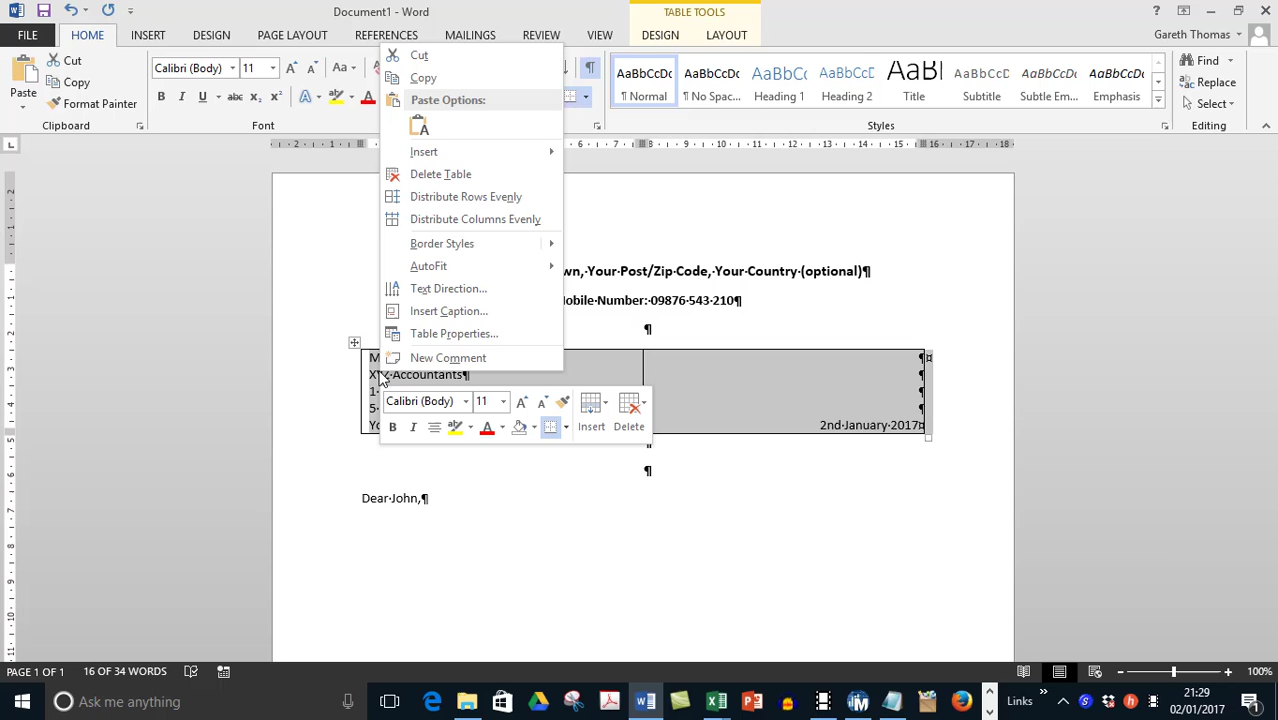 Document1 - Word
TABLE TOOLS
FILE
HOME
INSERT
DESIGN
PAGE LAYOUT
REFERENCES
MAILINGS
REVIEW
VIEW
DESIGN
LAYOUT
Gareth Thomas
Paste
Cut
Copy
Format Painter
Clipboard
Calibri (Body)
11
Font
AaBbCcDc
¶ Normal
AaBbCcDc
¶ No Spac...
AaBbCc
Heading 1
AaBbCcD
Heading 2
Title
AaBbCcD
Subtitle
AaBbCcDc
Subtle Em...
AaBbCcDc
Emphasis
Styles
Find
Replace
Select
Editing
Cut
Copy
Paste Options:
Insert
Delete Table
Distribute Rows Evenly
Distribute Columns Evenly
Border Styles
AutoFit
Text Direction...
Insert Caption...
Table Properties...
New Comment
Calibri (Body)
11
Insert
Delete
Your·Post/Zip·Code,·Your·Country·(optional)¶
Mobile·Number:·09876·543·210¶
XYZ·Accountants¶
2nd·January·2017¤
Dear·John,¶
PAGE 1 OF 1
16 OF 34 WORDS
100%
Ask me anything
Links
21:29
02/01/2017